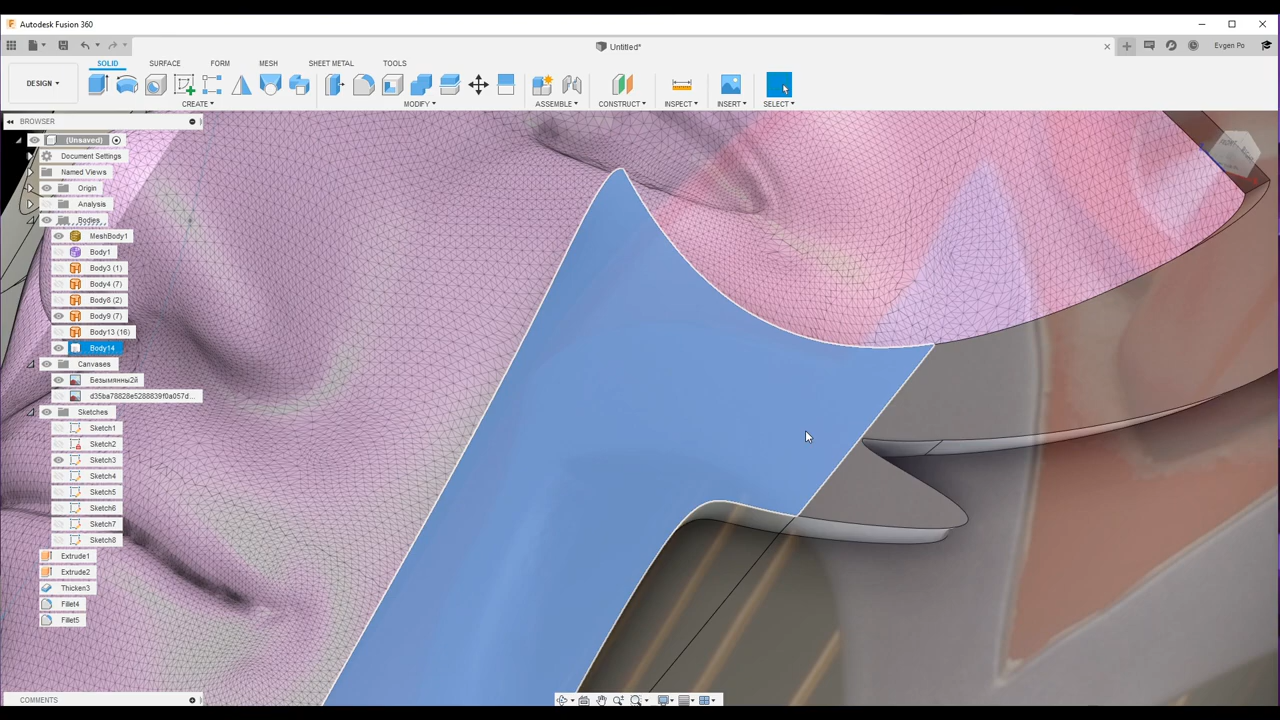 Autodesk Fusion 360
Untitled*
Evgen Po
DESIGN
SOLID
SURFACE
FORM
MESH
SHEET METAL
TOOLS
CREATE
MODIFY
ASSEMBLE
CONSTRUCT
INSPECT
INSERT
SELECT
BROWSER
(Unsaved)
Document Settings
Named Views
Origin
Analysis
Bodies
MeshBody1
Body1
Body3 (1)
Body4 (7)
Body8 (2)
Body9 (7)
Body13 (16)
Body14
Canvases
Безымянны2й
d35ba78828e5288839f0a057d...
Sketches
Sketch1
Sketch2
Sketch3
Sketch4
Sketch5
Sketch6
Sketch7
Sketch8
Extrude1
Extrude2
Thicken3
Fillet4
Fillet5
COMMENTS